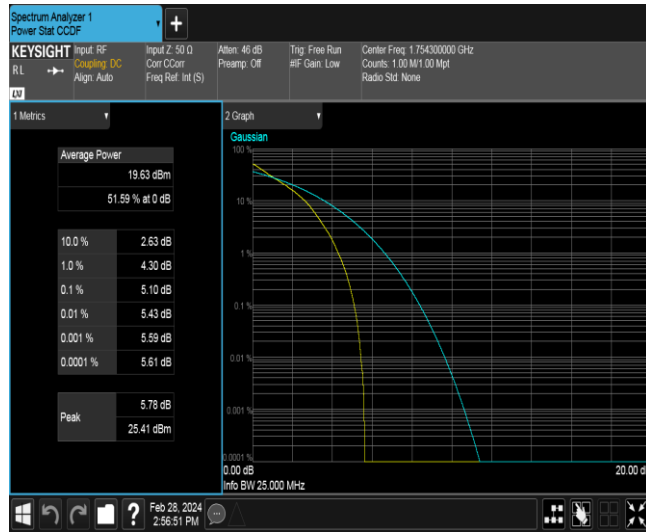 Spectrum Analyzer 1
Power Stat CCDF
+
KEYSIGHT
RL
LXI
Input: RF
Coupling: DC
Align: Auto
Input Z: 50 Ω
Corr CCorr
Freq Ref: Int (S)
Atten: 46 dB
Preamp: Off
Trig: Free Run
#IF Gain: Low
Center Freq: 1.754300000 GHz
Counts: 1.00 M/1.00 Mpt
Radio Std: None
1 Metrics
Average Power
19.63 dBm
51.59 % at 0 dB
10.0 % 2.63 dB
1.0 % 4.30 dB
0.1 % 5.10 dB
0.01 % 5.43 dB
0.001 % 5.59 dB
0.0001 % 5.61 dB
Peak
5.78 dB
25.41 dBm
2 Graph
Gaussian
100 %
10 %
1 %
0.1 %
0.01 %
0.001 %
0.0001 %
0.00 dB
20.00 d
Info BW 25.000 MHz
?
Feb 28, 2024
2:56:51 PM